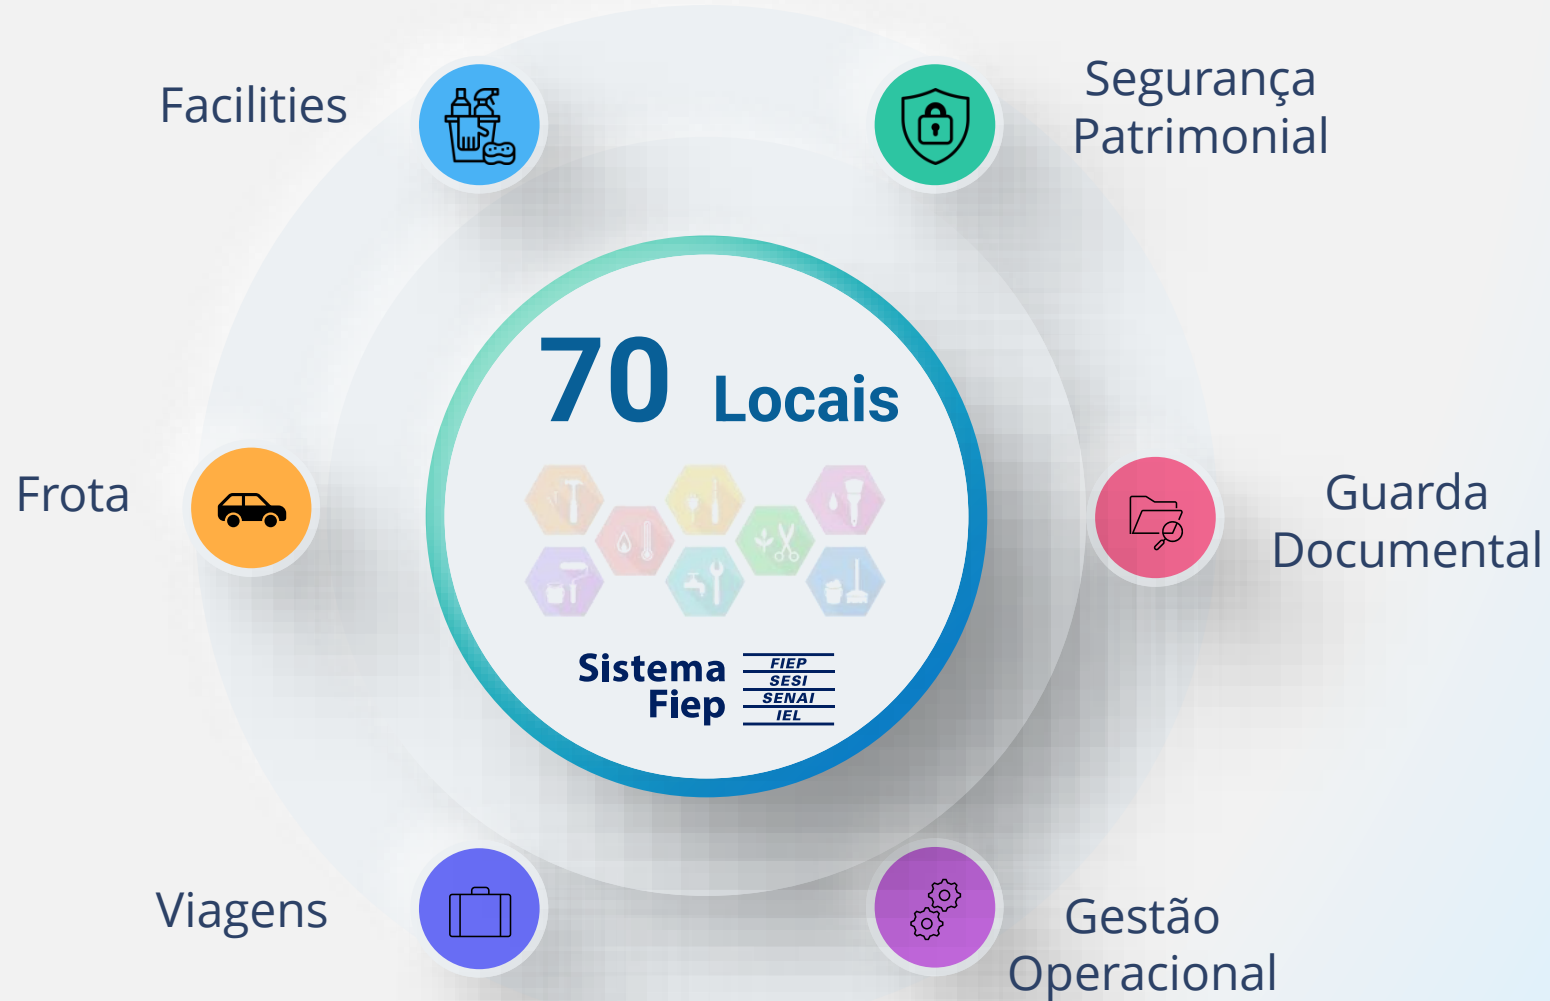 Facilities
Segurança
Patrimonial
70 Locais
Frota
Guarda
Documental
Sistema
Fiep
FIEP
SESI
SENAI
IEL
Viagens
Gestão
Operacional